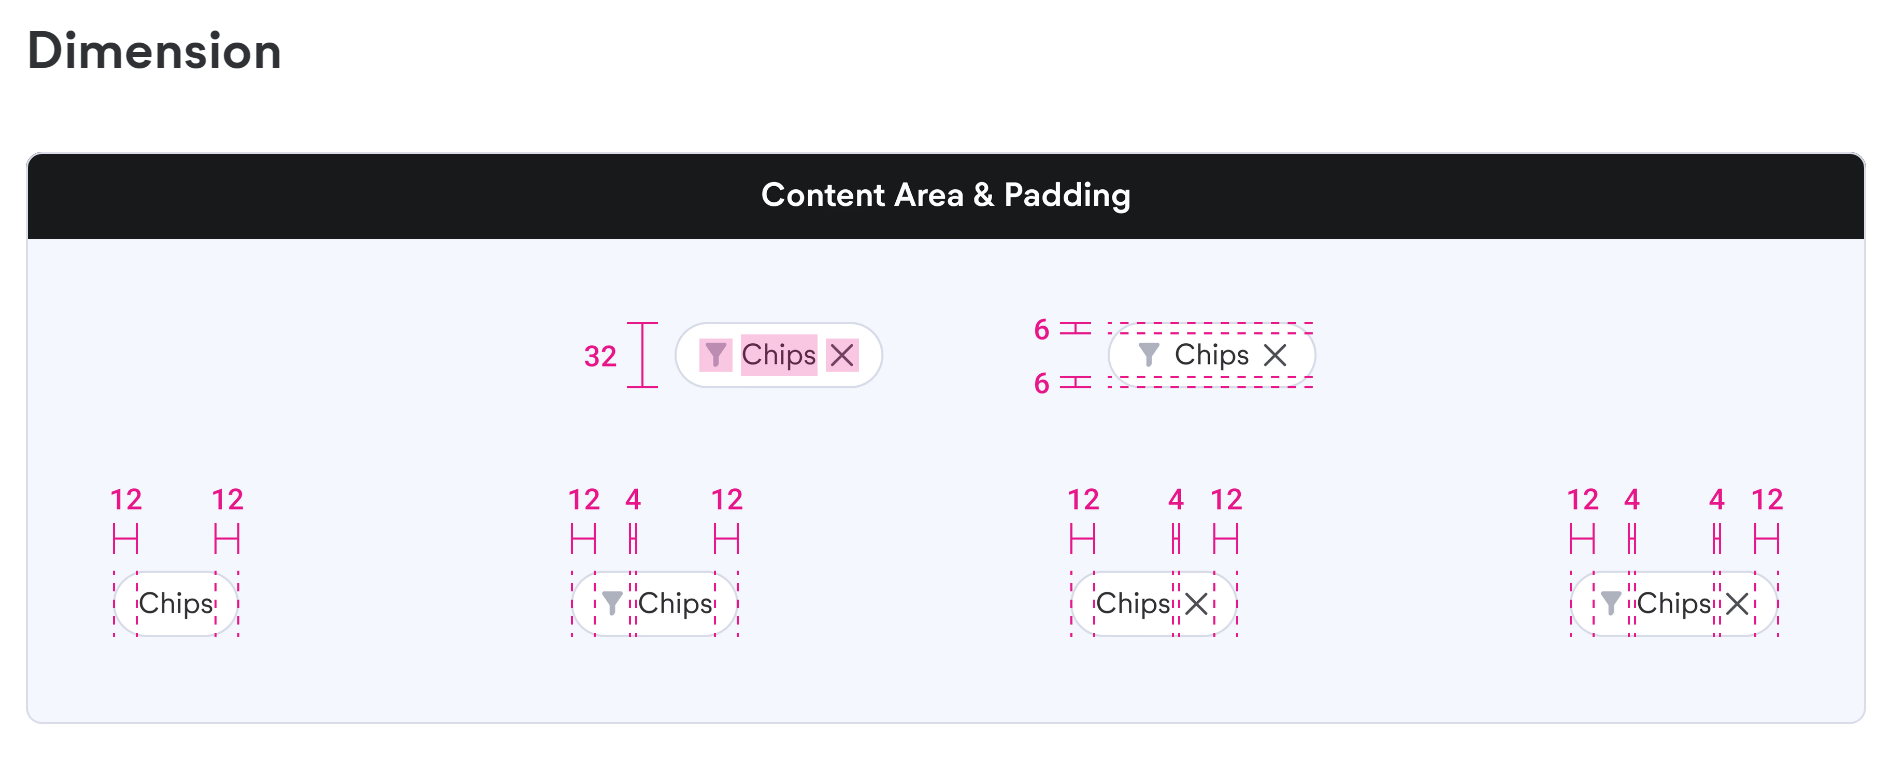 Dimension
Content Area & Padding
32 Chips
6 Chips
6
12 12
Chips
12 4 12
Chips
12 4 12
Chips
12 4 4 12
Chips